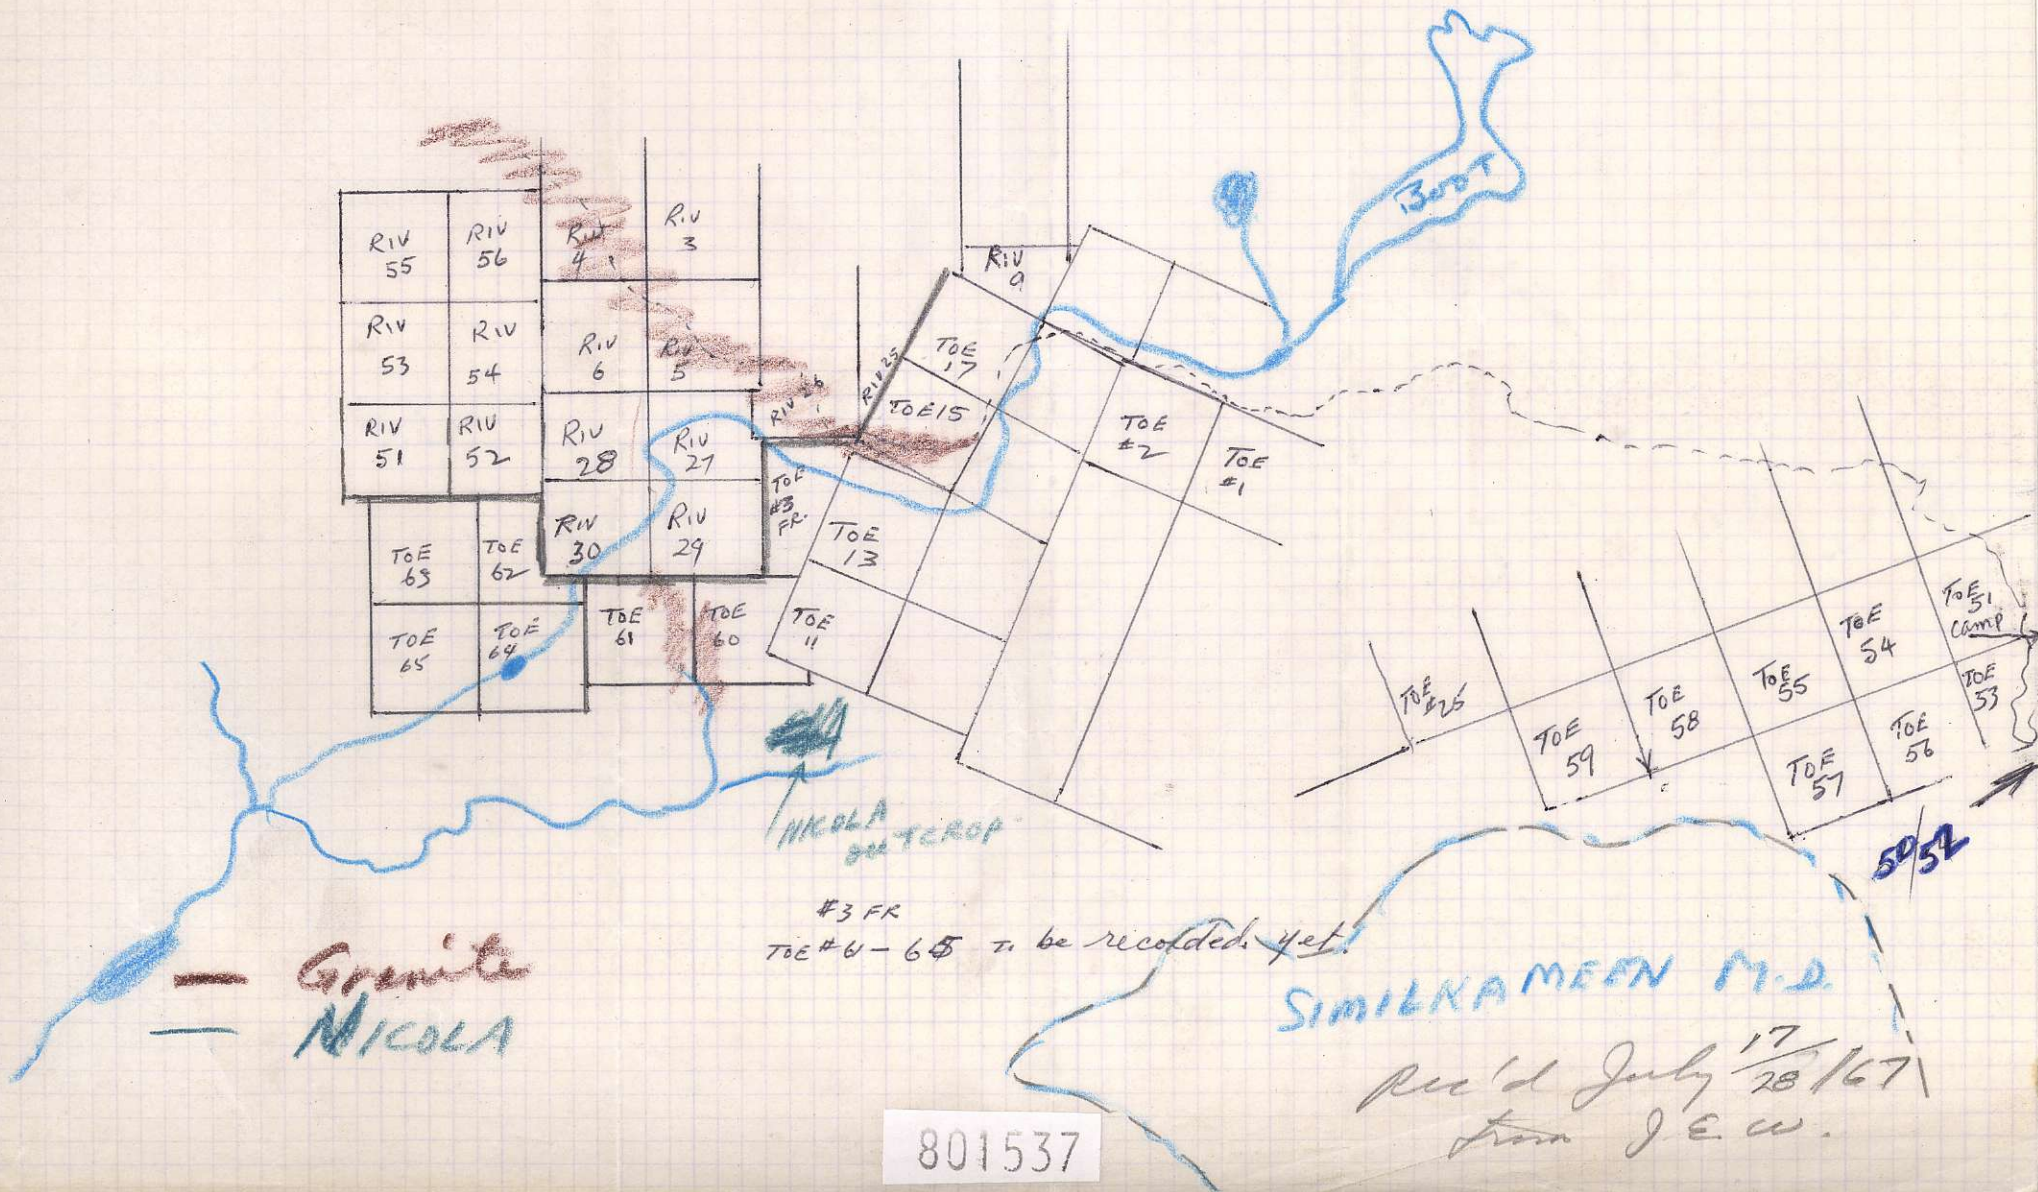 BOOT
RIV
55
RIV
56
RIV
4
RIV
3
RIV
9
RIV
53
RIV
54
RIV
6
RIV
5
RIV 26
RIV 25
TOE
17
TOE 15
TOE
#2
TOE
#1
RIV
51
RIV
52
RIV
28
RIV
27
TOE
#3
FR.
RIV
30
RIV
29
TOE
13
TOE
11
TOE
63
TOE
62
TOE
65
TOE
64
TOE
61
TOE
60
TOE
#25
TOE
59
TOE
58
TOE
55
TOE
54
TOE
51
camp
TOE
53
TOE
57
TOE
56
50/52
NICOLA
OUTCROP
#3 FR
TOE # - 65 To be recorded yet.
Granite
NICOLA
SIMILKAMEEN M.D.
Rec'd July 17/28/67
from J.E.W.
801537